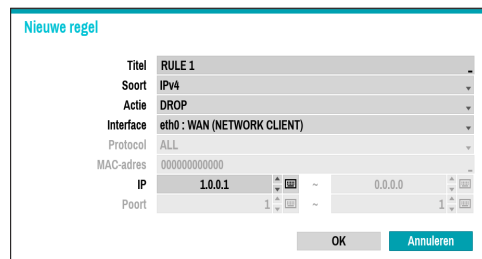 Nieuwe regel
Titel RULE 1
Soort IPv4
Actie DROP
Interface eth0 : WAN (NETWORK CLIENT)
Protocol ALL
MAC-adres 000000000000
IP 1.0.0.1 ~ 0.0.0.0
Poort 1 ~ 1
OK Annuleren